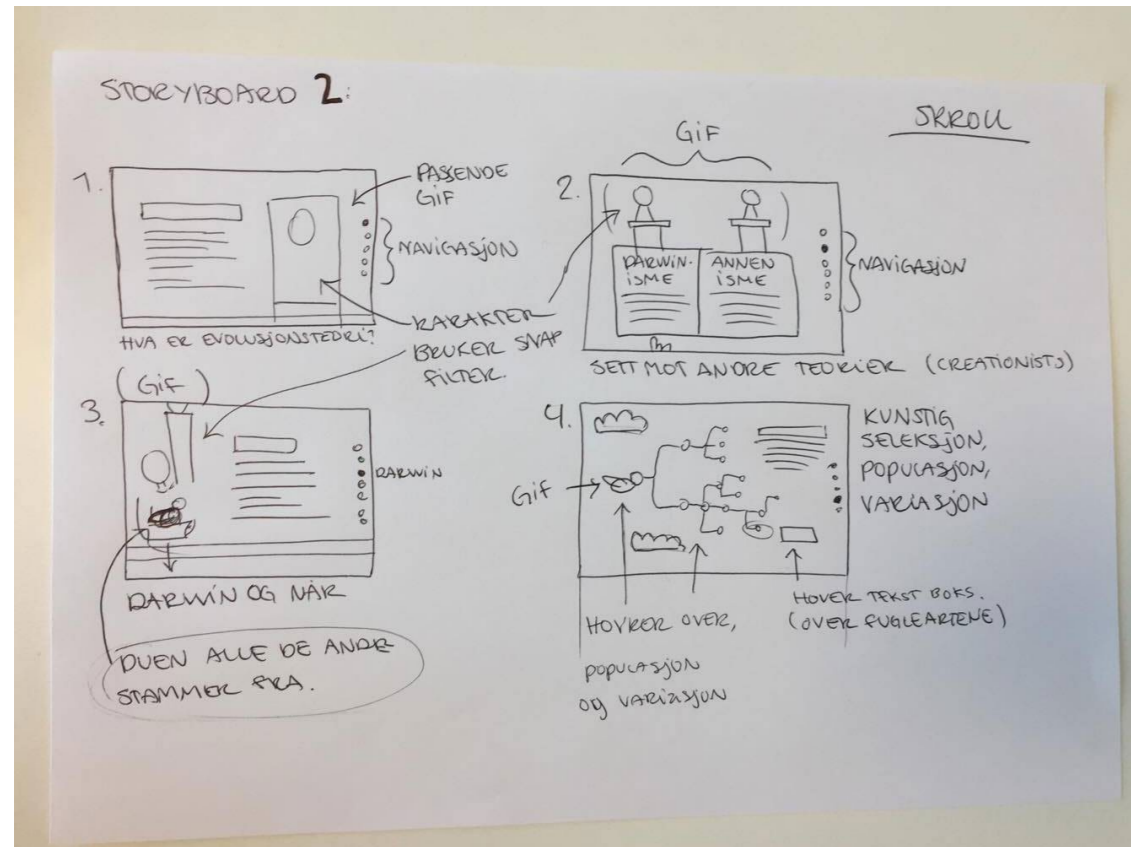 STORYBOARD 2:
SKROLL
1.
PASSENDE
GIF
NAVIGASJON
HVA ER EVOLUSJONSTEORI?
KARAKTER
BRUKER SNAP
FILTER.
GIF
2.
DARWIN-
ISME
ANNEN
ISME
NAVIGASJON
SETT MOT ANDRE TEORIER (CREATIONISTS)
(GIF)
3.
DARWIN
DARWIN OG NÅR
DUEN ALLE DE ANDRE
STAMMER FRA.
4.
GIF
KUNSTIG
SELEKSJON,
POPULASJON,
VARIASJON
HOVRER OVER,
POPULASJON
OG VARIASJON
HOVER TEKST BOKS.
(OVER FUGLEARTENE)